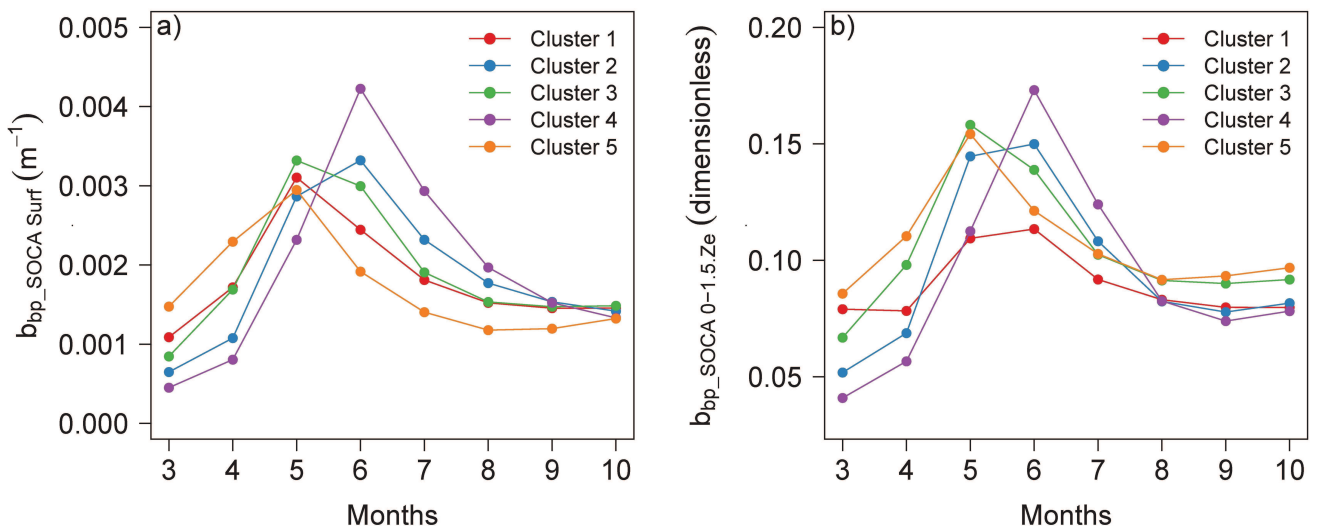 a)
b_bp_SOCA Surf (m⁻¹)
0.005
0.004
0.003
0.002
0.001
0.000
Cluster 1
Cluster 2
Cluster 3
Cluster 4
Cluster 5
3 4 5 6 7 8 9 10
Months
b)
b_bp_SOCA 0−1.5.Ze (dimensionless)
0.20
0.15
0.10
0.05
Cluster 1
Cluster 2
Cluster 3
Cluster 4
Cluster 5
3 4 5 6 7 8 9 10
Months